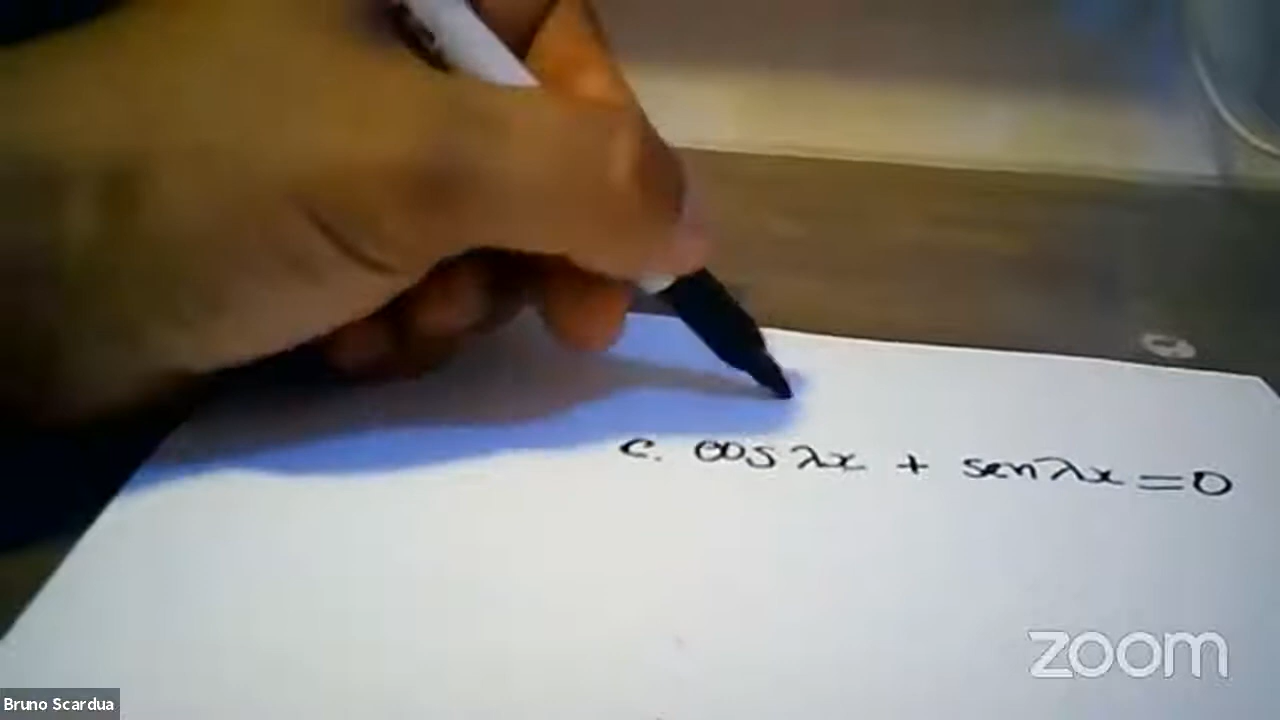 c. cos λx + sen λx = 0
zoom
Bruno Scardua